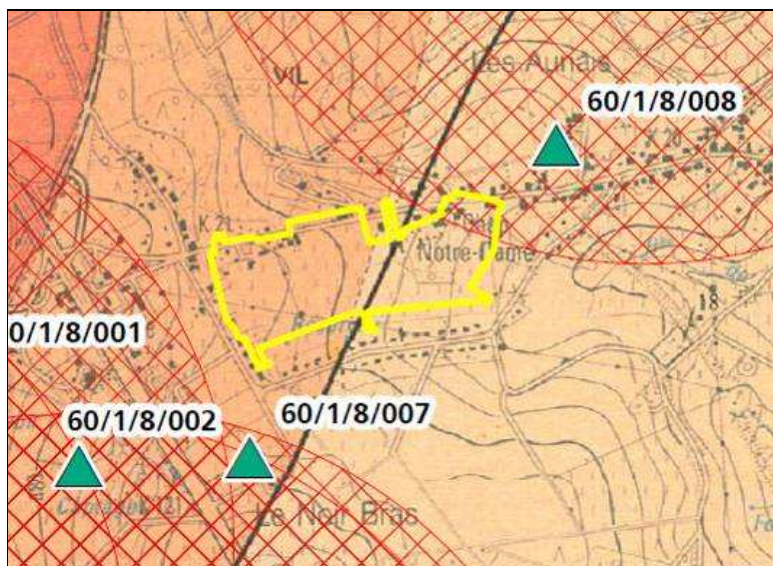 Les Aunais
VIL
60/1/8/008
K 21
Notre-Dame
18
0/1/8/001
60/1/8/002
60/1/8/007
Le Noir Bras